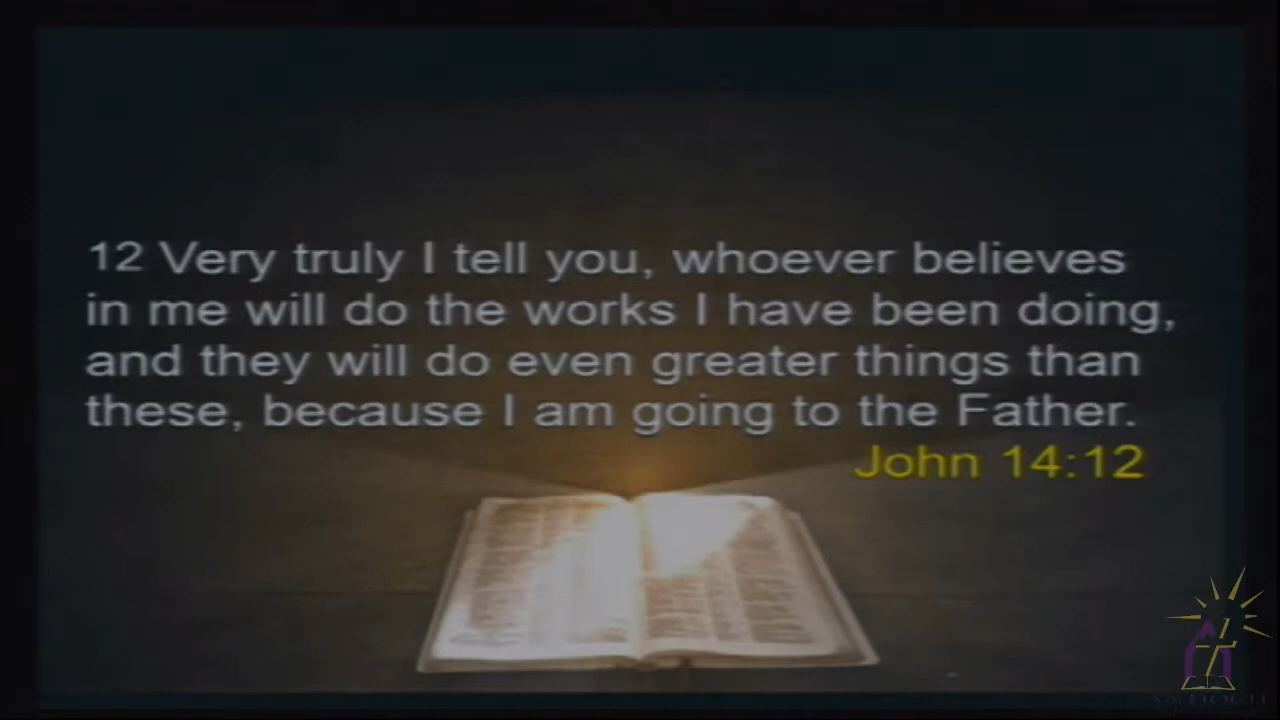 12 Very truly I tell you, whoever believes
in me will do the works I have been doing,
and they will do even greater things than
these, because I am going to the Father.
John 14:12